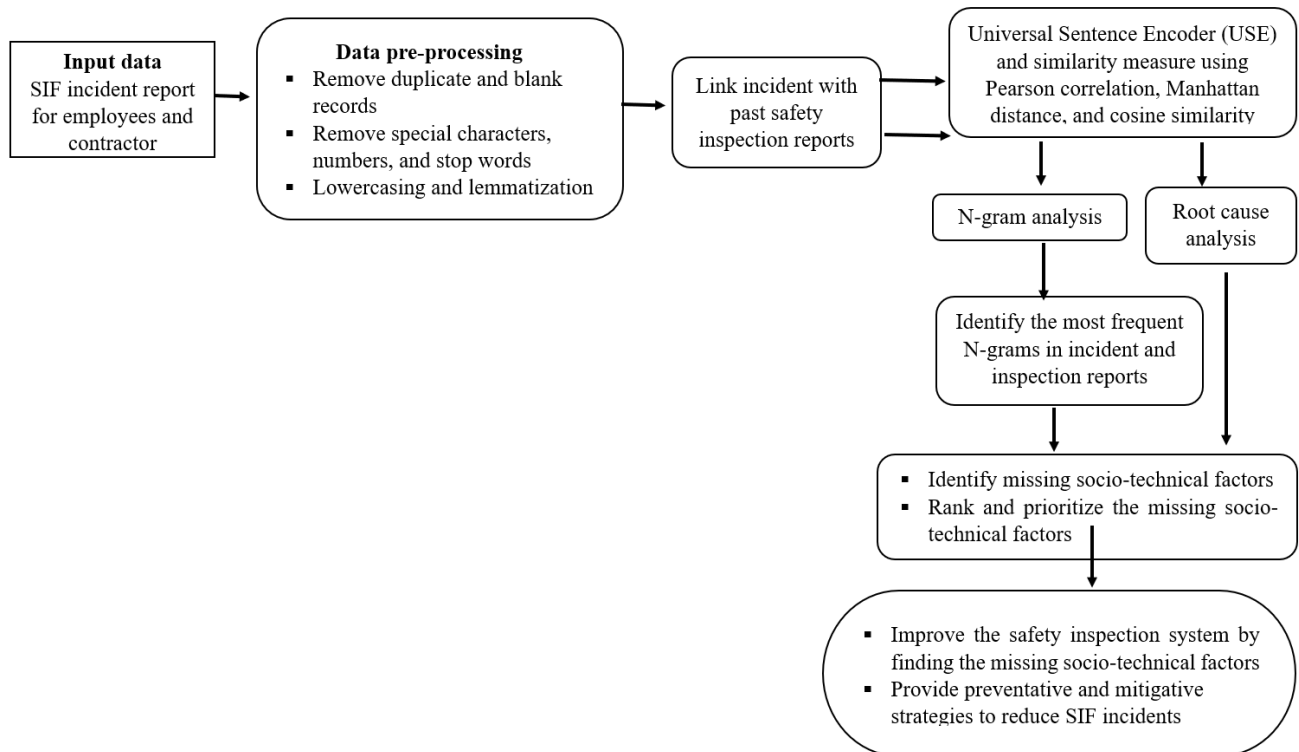 Input data
SIF incident report
for employees and
contractor
Data pre-processing
▪ Remove duplicate and blank
records
▪ Remove special characters,
numbers, and stop words
▪ Lowercasing and lemmatization
Link incident with
past safety
inspection reports
Universal Sentence Encoder (USE)
and similarity measure using
Pearson correlation, Manhattan
distance, and cosine similarity
N-gram analysis
Root cause
analysis
Identify the most frequent
N-grams in incident and
inspection reports
▪ Identify missing socio-technical factors
▪ Rank and prioritize the missing socio-
technical factors
▪ Improve the safety inspection system by
finding the missing socio-technical factors
▪ Provide preventative and mitigative
strategies to reduce SIF incidents